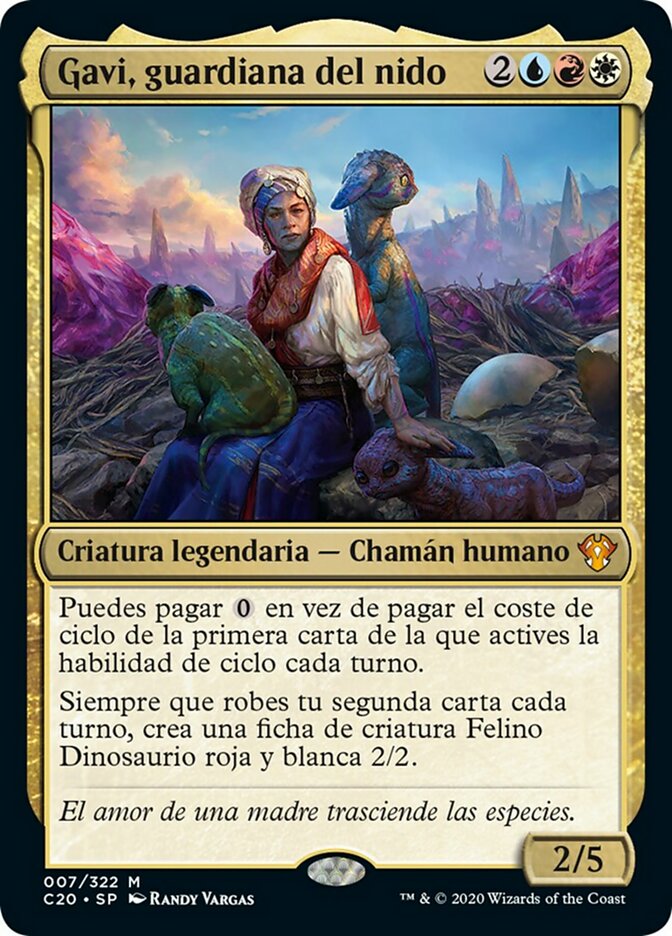 Gavi, guardiana del nido 2
Criatura legendaria — Chamán humano
Puedes pagar 0 en vez de pagar el coste de
ciclo de la primera carta de la que actives la
habilidad de ciclo cada turno.
Siempre que robes tu segunda carta cada
turno, crea una ficha de criatura Felino
Dinosaurio roja y blanca 2/2.
El amor de una madre trasciende las especies.
2/5
007/322 M
C20 • SP Randy Vargas
™ & © 2020 Wizards of the Coast